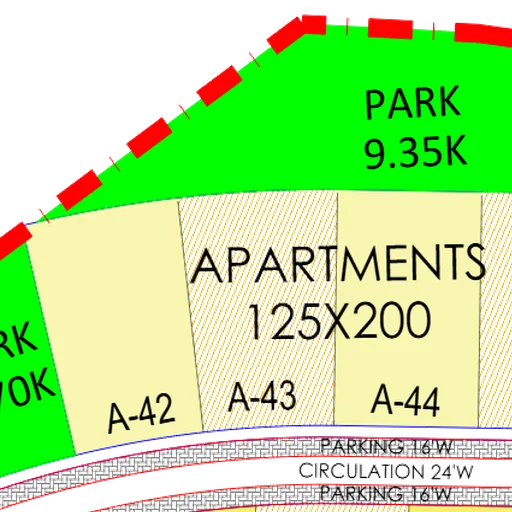 PARK
9.35K
APARTMENTS
125X200
A-42
A-43
A-44
PARKING 16'W
CIRCULATION 24'W
PARKING 16'W